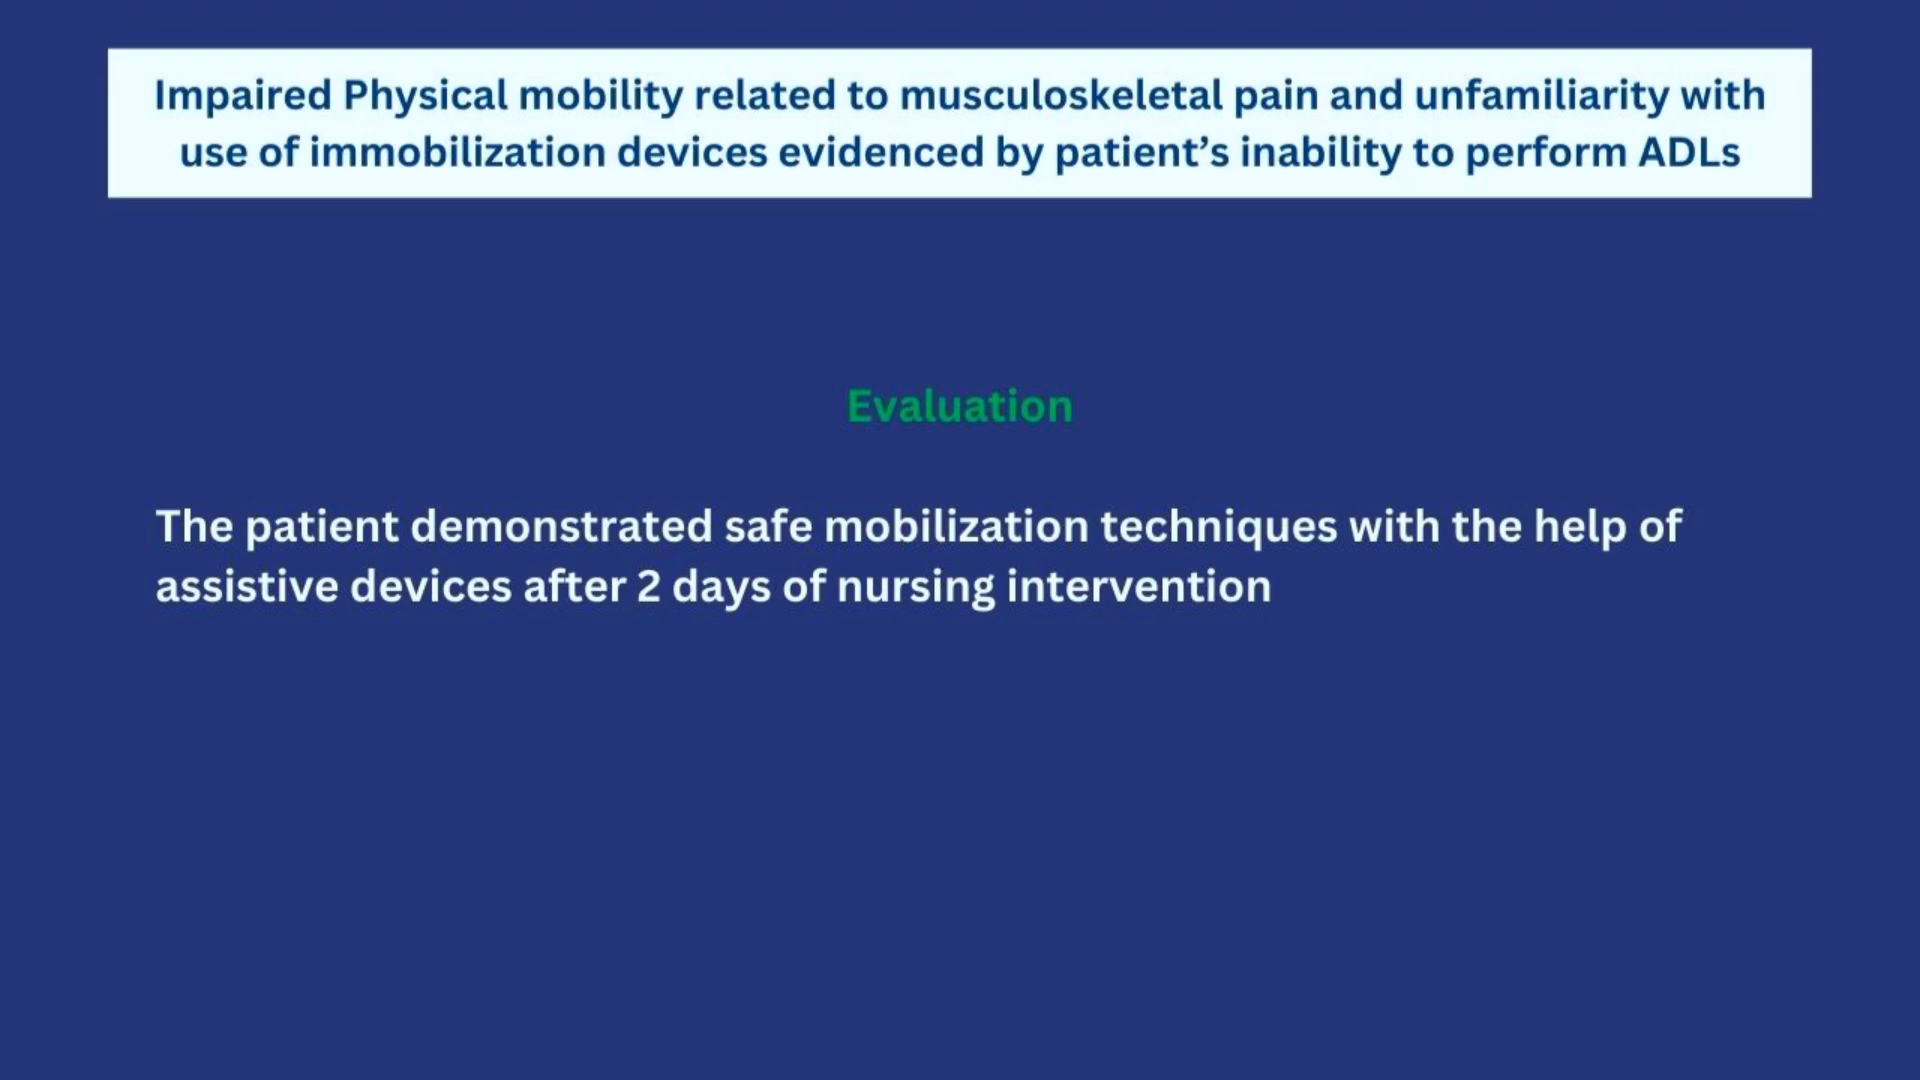 Impaired Physical mobility related to musculoskeletal pain and unfamiliarity with
use of immobilization devices evidenced by patient’s inability to perform ADLs
Evaluation
The patient demonstrated safe mobilization techniques with the help of
assistive devices after 2 days of nursing intervention